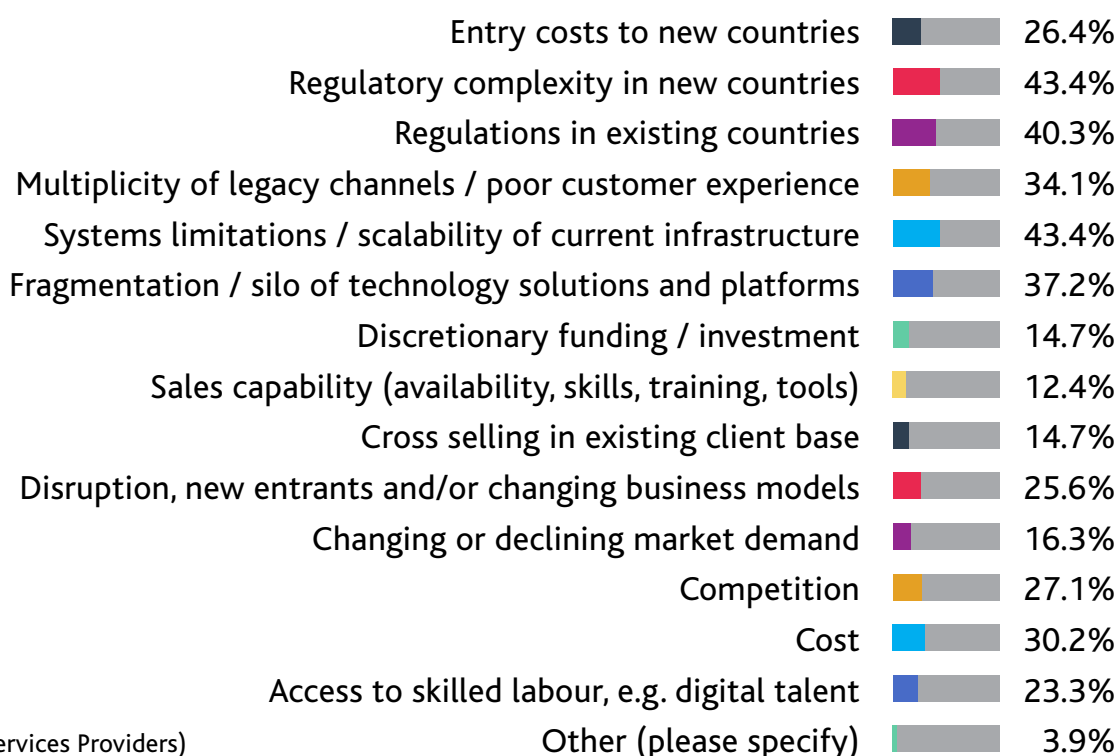 Entry costs to new countries 26.4%
Regulatory complexity in new countries 43.4%
Regulations in existing countries 40.3%
Multiplicity of legacy channels / poor customer experience 34.1%
Systems limitations / scalability of current infrastructure 43.4%
Fragmentation / silo of technology solutions and platforms 37.2%
Discretionary funding / investment 14.7%
Sales capability (availability, skills, training, tools) 12.4%
Cross selling in existing client base 14.7%
Disruption, new entrants and/or changing business models 25.6%
Changing or declining market demand 16.3%
Competition 27.1%
Cost 30.2%
Access to skilled labour, e.g. digital talent 23.3%
Other (please specify) 3.9%
Providers)